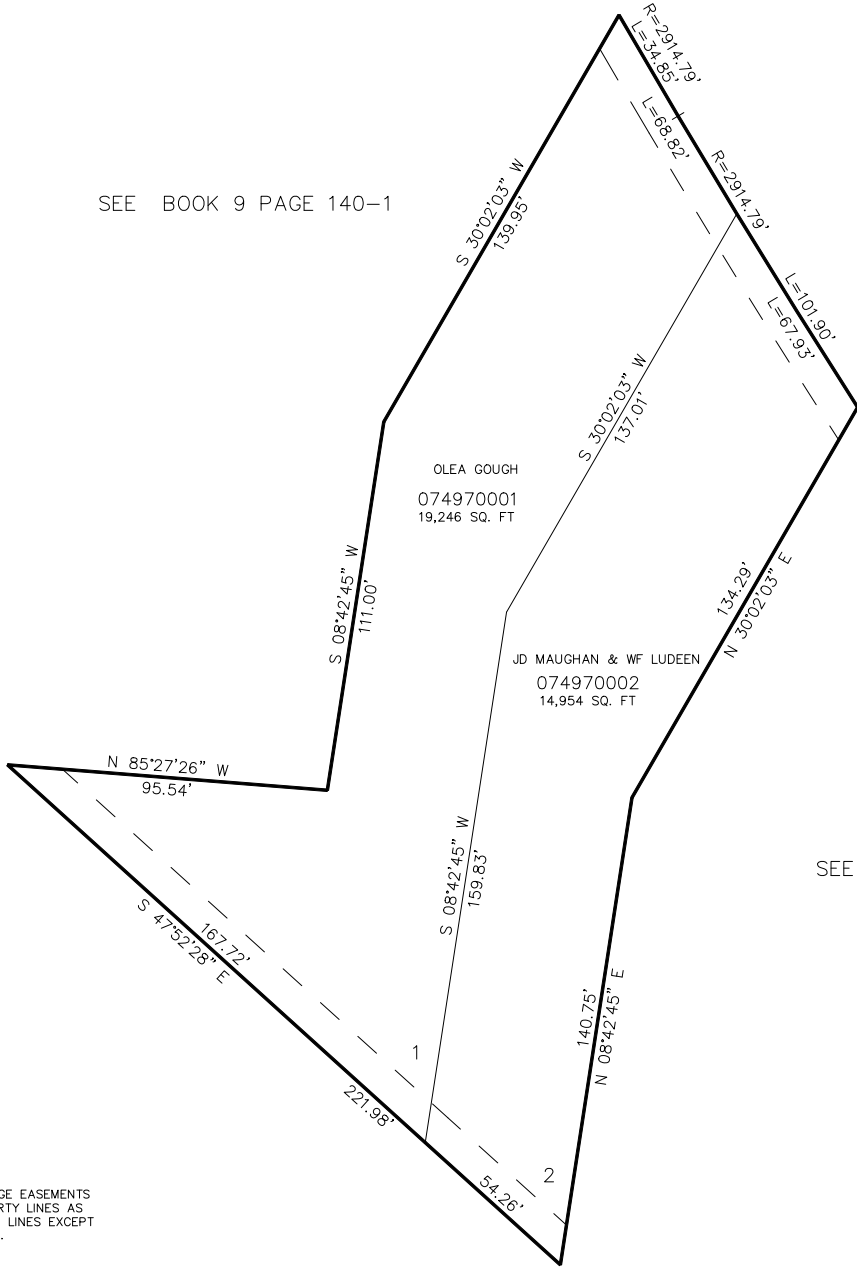 R=2914.79'
L=34.85'
L=68.82'
R=2914.79'
SEE BOOK 9 PAGE 140-1
S 30°02'03" W
139.95'
L=101.90'
L=67.93'
S 30°02'03" W
137.01'
OLEA GOUGH
074970001
19,246 SQ. FT
134.29'
N 30°02'03" E
S 08°42'45" W
111.00'
JD MAUGHAN & WF LUDEEN
074970002
14,954 SQ. FT
N 85°27'26" W
95.54'
S 08°42'45" W
159.83'
SEE
167.72'
S 47°52'28" E
140.75'
N 08°42'45" E
1
221.98'
2
54.26'
GE EASEMENTS
RTY LINES AS
LINES EXCEPT
.